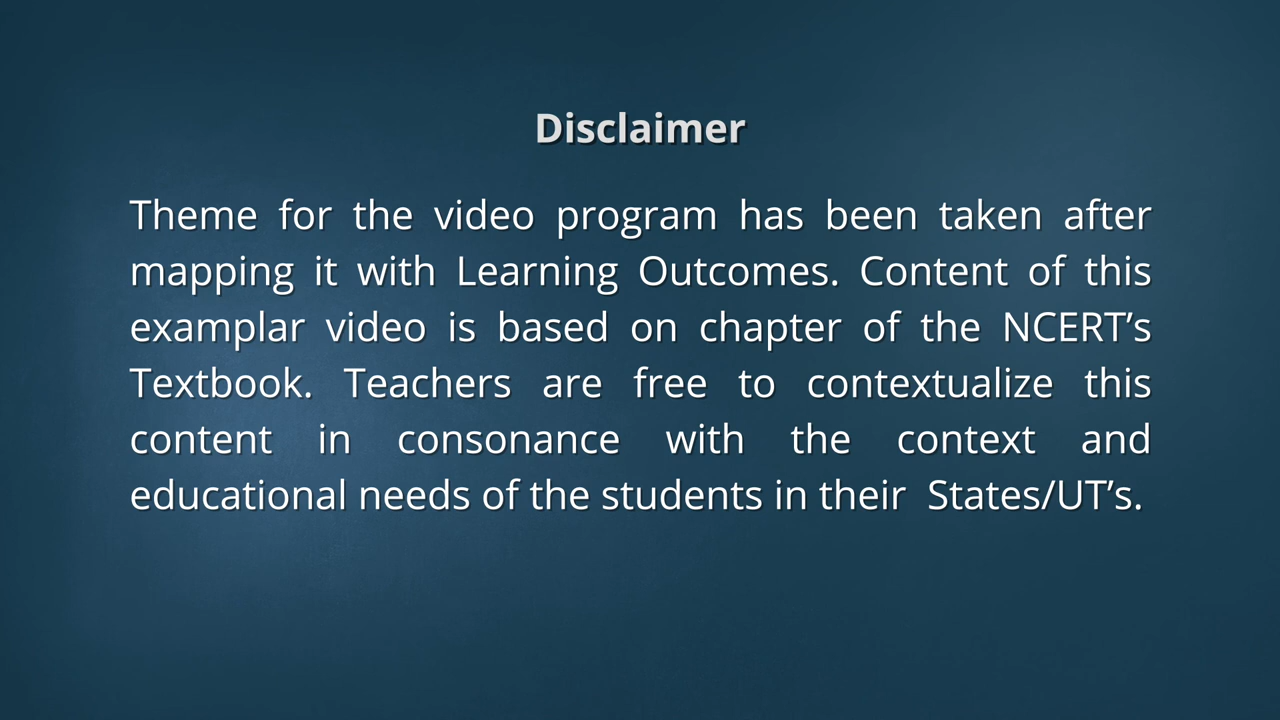 Disclaimer
Theme for the video program has been taken after
mapping it with Learning Outcomes. Content of this
examplar video is based on chapter of the NCERT’s
Textbook. Teachers are free to contextualize this
content in consonance with the context and
educational needs of the students in their  States/UT’s.